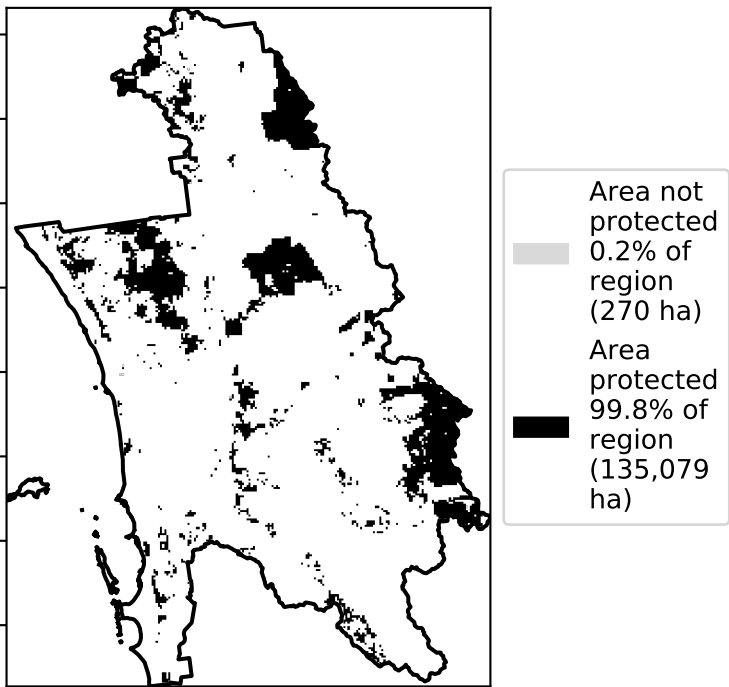 Area not
protected
0.2% of
region
(270 ha)
Area
protected
99.8% of
region
(135,079
ha)